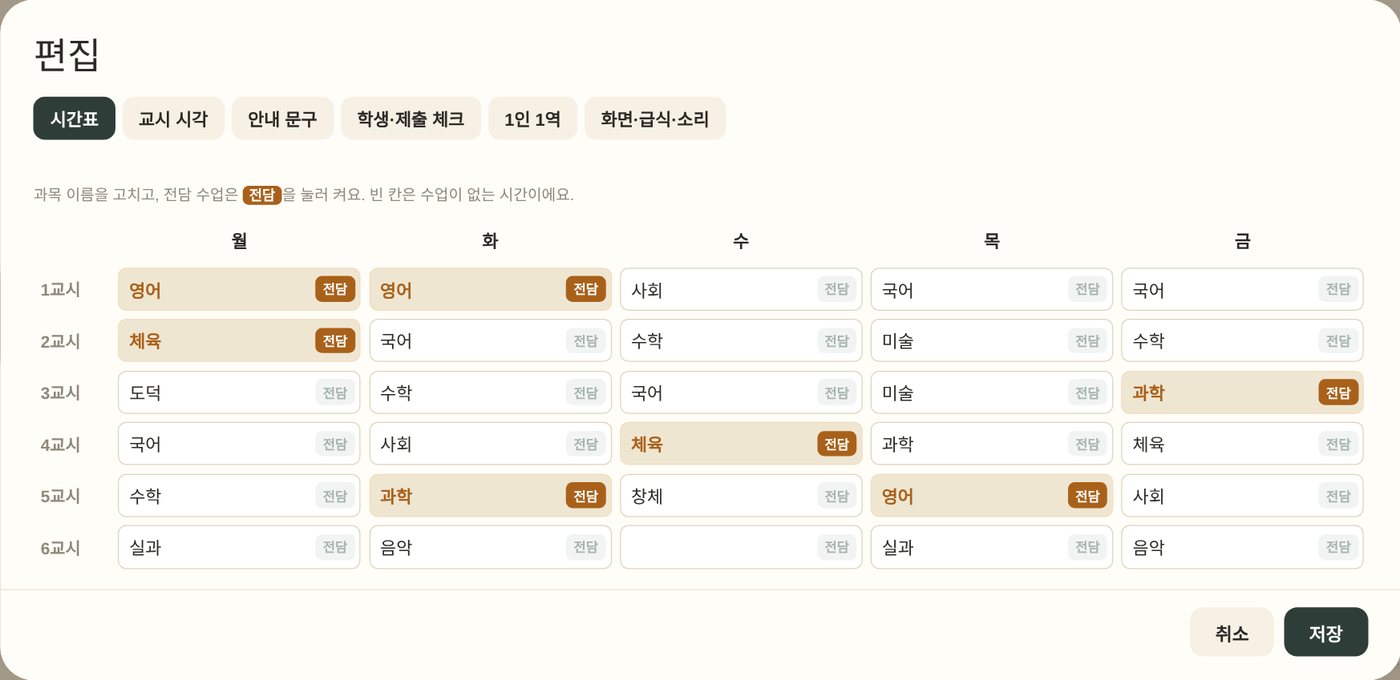 편집
시간표 교시 시각 안내 문구 학생·제출 체크 1인 1역 화면·급식·소리
과목 이름을 고치고, 전담 수업은 전담을 눌러 켜요. 빈 칸은 수업이 없는 시간이에요.
월 화 수 목 금
1교시 영어 전담 영어 전담 사회 전담 국어 전담 국어 전담
2교시 체육 전담 국어 전담 수학 전담 미술 전담 수학 전담
3교시 도덕 전담 수학 전담 국어 전담 미술 전담 과학 전담
4교시 국어 전담 사회 전담 체육 전담 과학 전담 체육 전담
5교시 수학 전담 과학 전담 창체 전담 영어 전담 사회 전담
6교시 실과 전담 음악 전담 전담 실과 전담 음악 전담
취소 저장